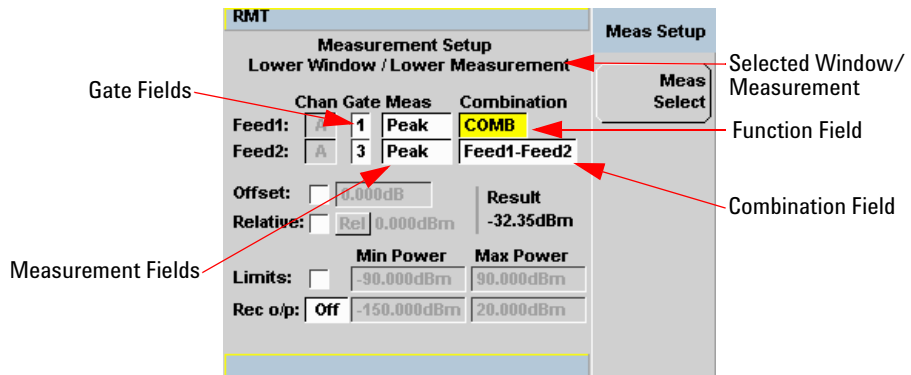 RMT
Meas Setup
Measurement Setup
Lower Window / Lower Measurement
Selected Window/
Measurement
Meas
Select
Gate Fields
Chan Gate Meas Combination
Feed1: A 1 Peak COMB
Function Field
Feed2: A 3 Peak Feed1-Feed2
Offset: 0.000dB
Result
Relative: Rel 0.000dBm
-32.35dBm
Combination Field
Measurement Fields
Min Power Max Power
Limits: -90.000dBm 90.000dBm
Rec o/p: Off -150.000dBm 20.000dBm